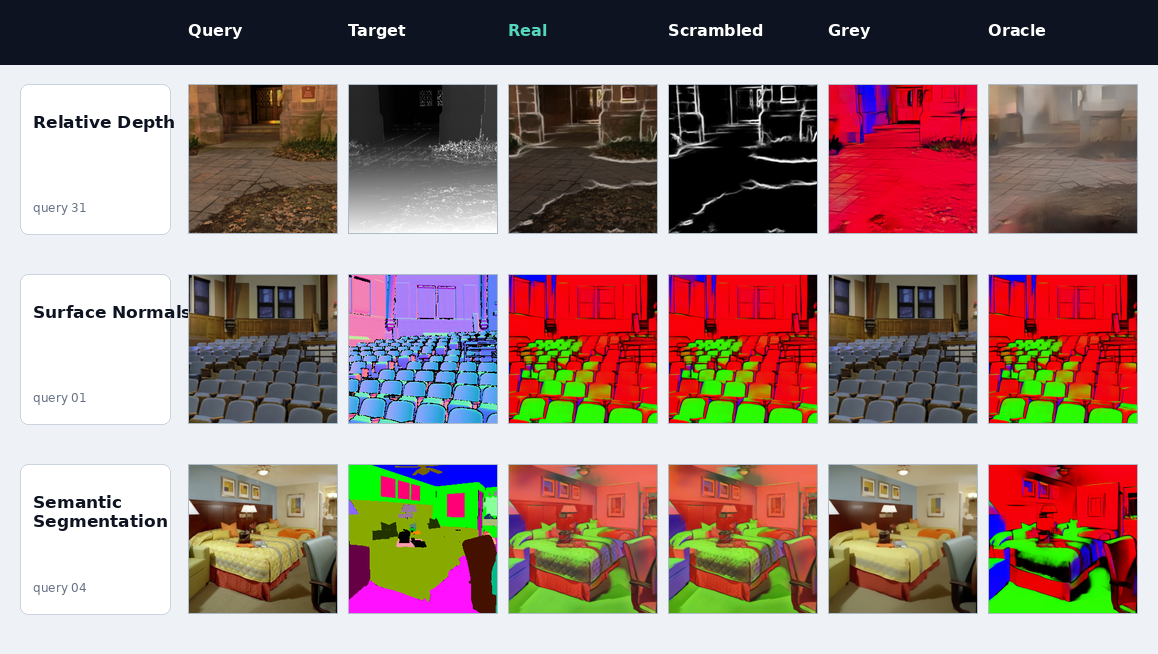 Query Target Real Scrambled Grey Oracle
Relative Depth
query 31
Surface Normals
query 01
Semantic
Segmentation
query 04